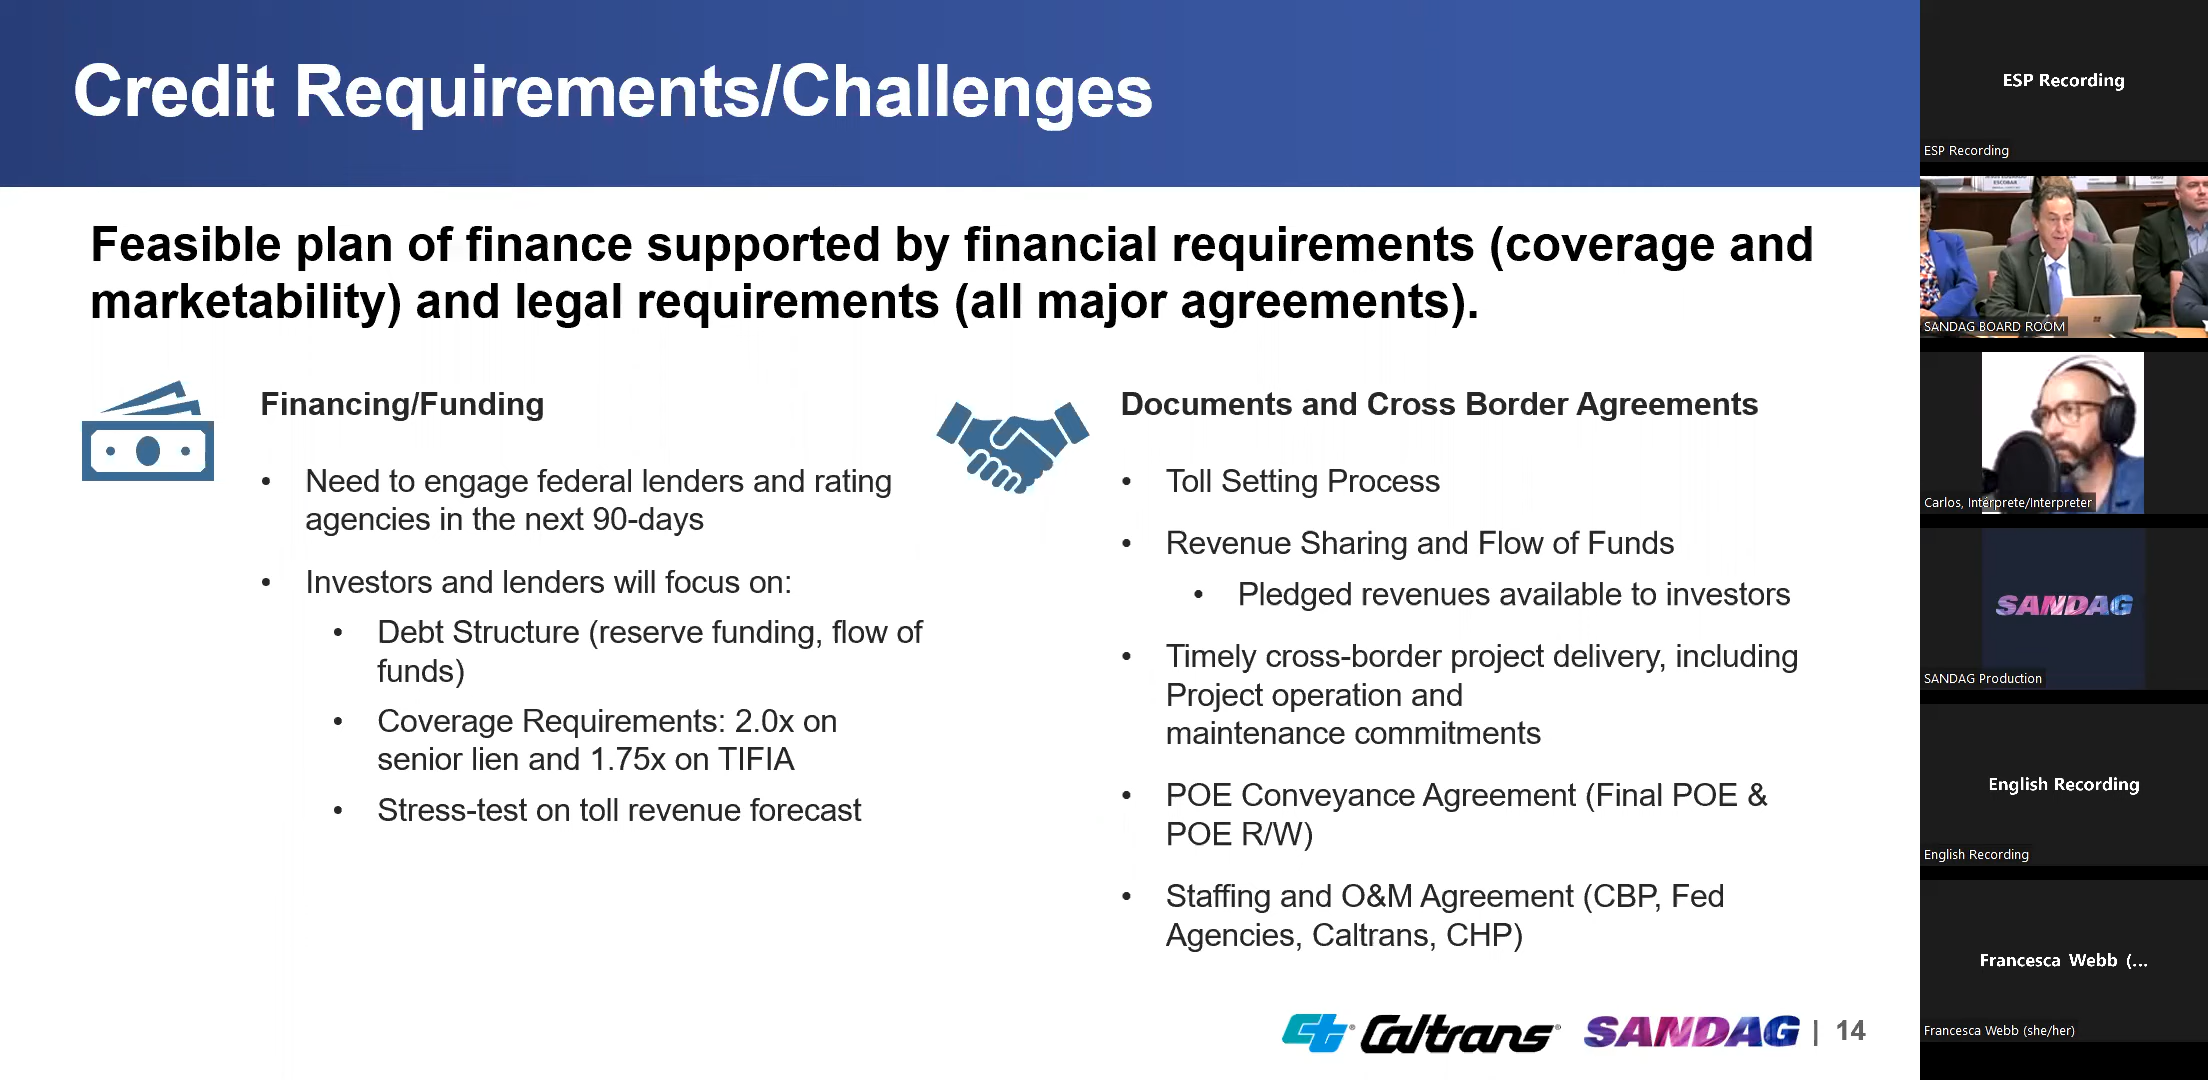 Credit Requirements/Challenges
Feasible plan of finance supported by financial requirements (coverage and
marketability) and legal requirements (all major agreements).
Financing/Funding
• Need to engage federal lenders and rating
agencies in the next 90-days
• Investors and lenders will focus on:
• Debt Structure (reserve funding, flow of
funds)
• Coverage Requirements: 2.0x on
senior lien and 1.75x on TIFIA
• Stress-test on toll revenue forecast
Documents and Cross Border Agreements
• Toll Setting Process
• Revenue Sharing and Flow of Funds
• Pledged revenues available to investors
• Timely cross-border project delivery, including
Project operation and
maintenance commitments
• POE Conveyance Agreement (Final POE &
POE R/W)
• Staffing and O&M Agreement (CBP, Fed
Agencies, Caltrans, CHP)
ct Caltrans® SANDAG | 14
ESP Recording
ESP Recording
ESCOBAR
SANDAG BOARD ROOM
Carlos, Intérprete/Interpreter
SANDAG
SANDAG Production
English Recording
English Recording
Francesca Webb (...
Francesca Webb (she/her)